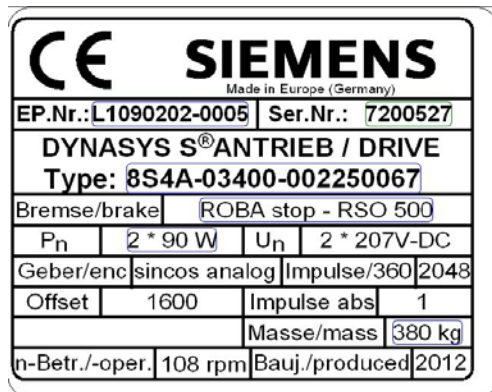 CE SIEMENS
Made in Europe (Germany)
EP.Nr.: L1090202-0005 Ser.Nr.: 7200527
DYNASYS S®ANTRIEB / DRIVE
Type: 8S4A-03400-002250067
Bremse/brake ROBA stop - RSO 500
Pn 2 * 90 W Un 2 * 207V-DC
Geber/enc sincos analog Impulse/360 2048
Offset 1600 Impulse abs 1
Masse/mass 380 kg
n-Betr./-oper. 108 rpm Bauj./produced 2012